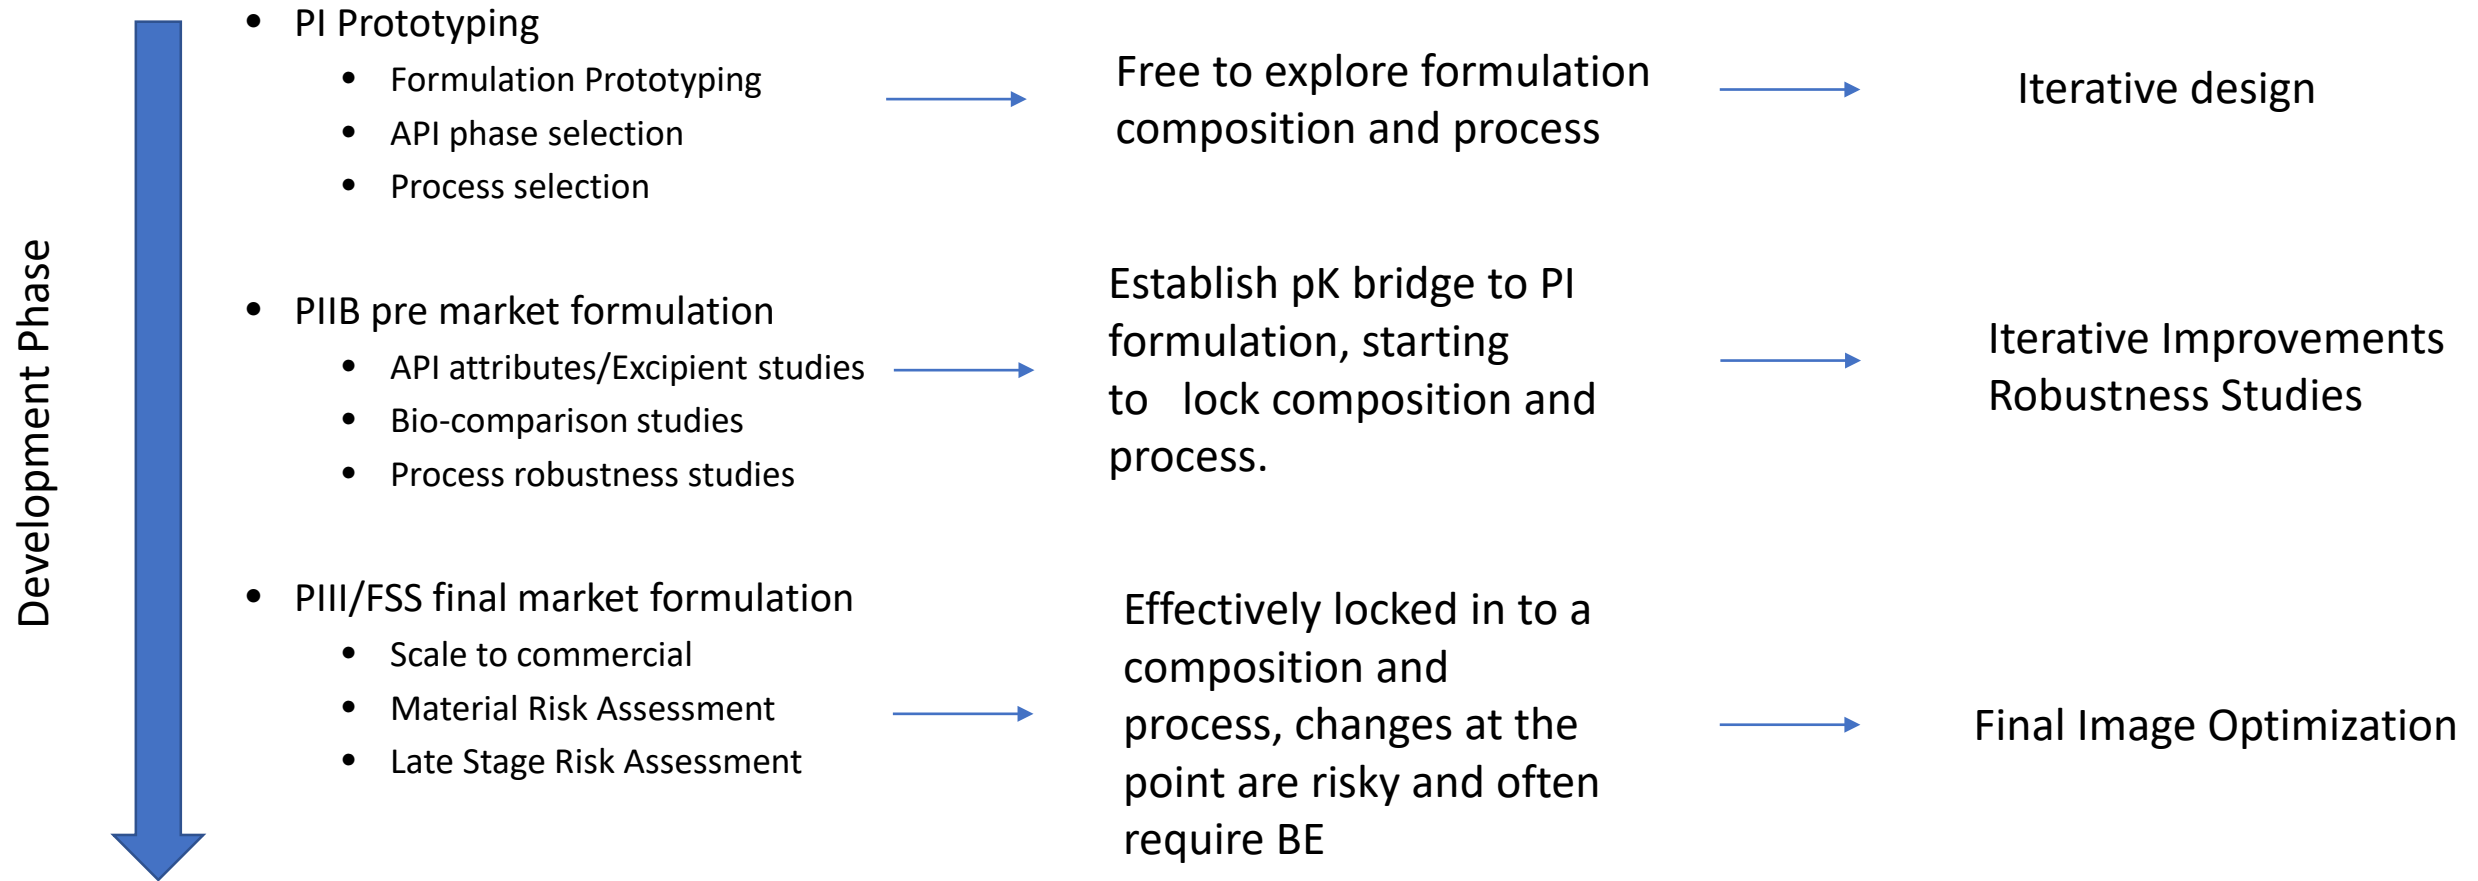 Development Phase
• PI Prototyping
• Formulation Prototyping
• API phase selection
• Process selection
Free to explore formulation
composition and process
Iterative design
• PIIB pre market formulation
• API attributes/Excipient studies
• Bio-comparison studies
• Process robustness studies
Establish pK bridge to PI
formulation, starting
to lock composition and
process.
Iterative Improvements
Robustness Studies
• PIII/FSS final market formulation
• Scale to commercial
• Material Risk Assessment
• Late Stage Risk Assessment
Effectively locked in to a
composition and
process, changes at the
point are risky and often
require BE
Final Image Optimization